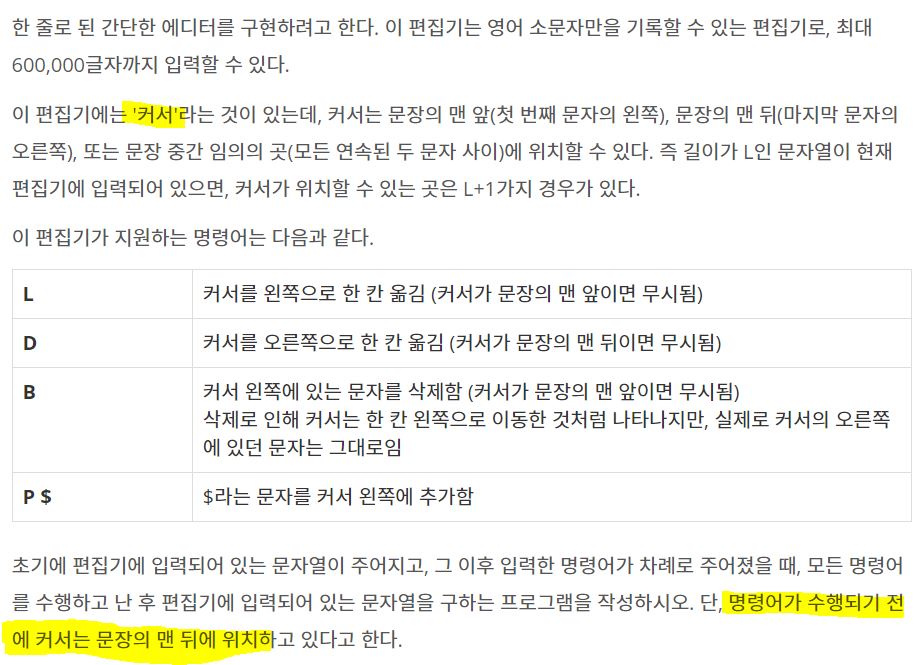 한 줄로 된 간단한 에디터를 구현하려고 한다. 이 편집기는 영어 소문자만을 기록할 수 있는 편집기로, 최대
600,000글자까지 입력할 수 있다.
이 편집기에는 '커서'라는 것이 있는데, 커서는 문장의 맨 앞(첫 번째 문자의 왼쪽), 문장의 맨 뒤(마지막 문자의
오른쪽), 또는 문장 중간 임의의 곳(모든 연속된 두 문자 사이)에 위치할 수 있다. 즉 길이가 L인 문자열이 현재
편집기에 입력되어 있으면, 커서가 위치할 수 있는 곳은 L+1가지 경우가 있다.
이 편집기가 지원하는 명령어는 다음과 같다.
L 커서를 왼쪽으로 한 칸 옮김 (커서가 문장의 맨 앞이면 무시됨)
D 커서를 오른쪽으로 한 칸 옮김 (커서가 문장의 맨 뒤이면 무시됨)
B 커서 왼쪽에 있는 문자를 삭제함 (커서가 문장의 맨 앞이면 무시됨)
삭제로 인해 커서는 한 칸 왼쪽으로 이동한 것처럼 나타나지만, 실제로 커서의 오른쪽
에 있던 문자는 그대로임
P $ $라는 문자를 커서 왼쪽에 추가함
초기에 편집기에 입력되어 있는 문자열이 주어지고, 그 이후 입력한 명령어가 차례로 주어졌을 때, 모든 명령어
를 수행하고 난 후 편집기에 입력되어 있는 문자열을 구하는 프로그램을 작성하시오. 단, 명령어가 수행되기 전
에 커서는 문장의 맨 뒤에 위치하고 있다고 한다.